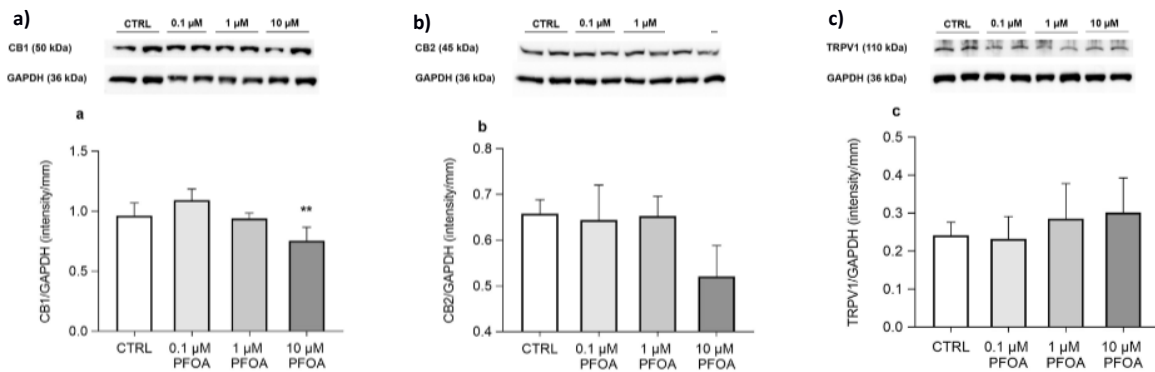 a)
CTRL 0.1 µM 1 µM 10 µM
CB1 (50 kDa)
GAPDH (36 kDa)
a
CB1/GAPDH (intensity/mm)
1.5
1.0
0.5
0.0
**
CTRL 0.1 µM 1 µM 10 µM
PFOA PFOA PFOA
b)
CTRL 0.1 µM 1 µM
CB2 (45 kDa)
GAPDH (36 kDa)
b
CB2/GAPDH (intensity/mm)
0.8
0.7
0.6
0.5
0.4
CTRL 0.1 µM 1 µM 10 µM
PFOA PFOA PFOA
c)
CTRL 0.1 µM 1 µM 10 µM
TRPV1 (110 kDa)
GAPDH (36 kDa)
c
TRPV1/GAPDH (intensity/mm)
0.5
0.4
0.3
0.2
0.1
0.0
CTRL 0.1 µM 1 µM 10 µM
PFOA PFOA PFOA